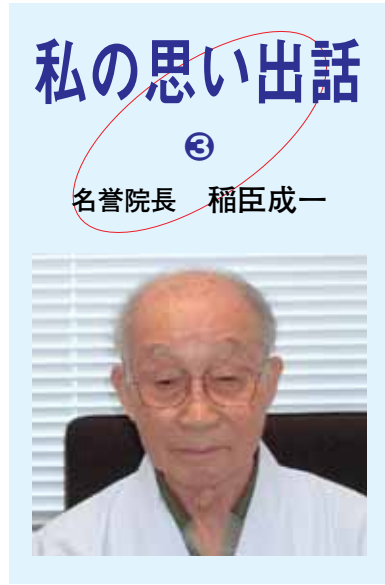 私の思い出話
❸
名誉院長　稲臣成一